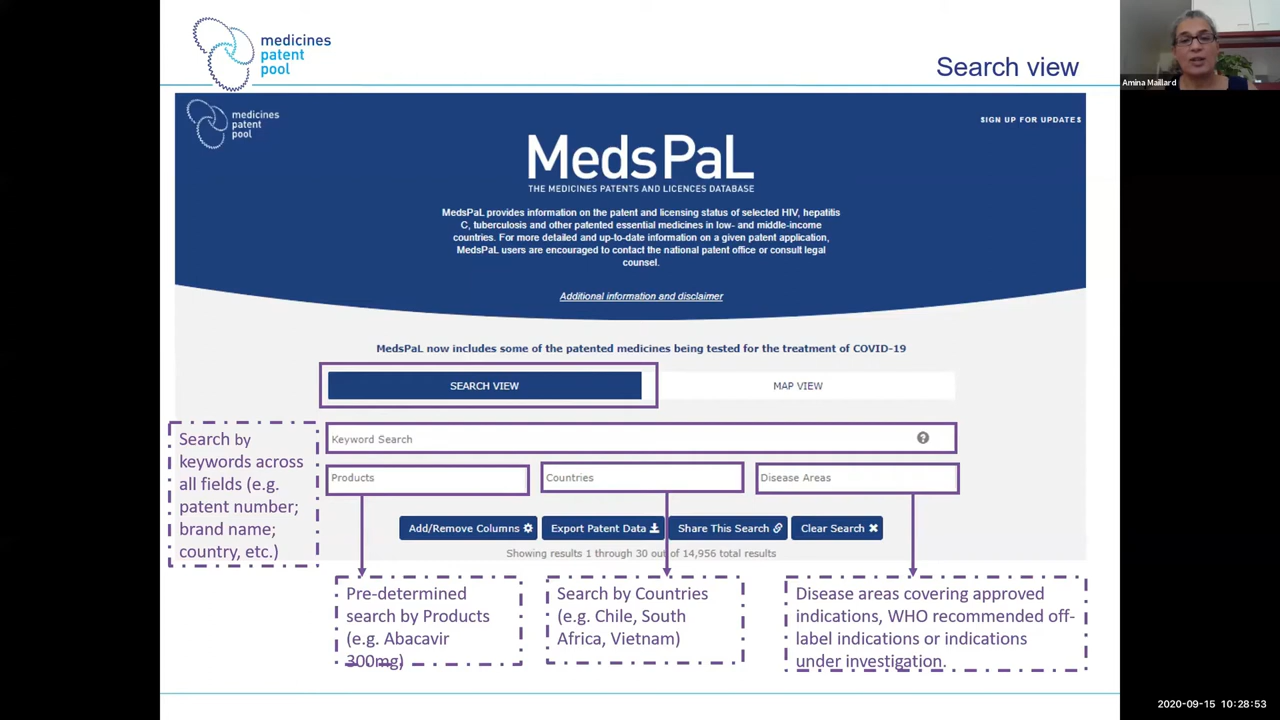 medicines
patent
pool
Search view
Amina Maillard
medicines
patent
pool
SIGN UP FOR UPDATES
MedsPaL
THE MEDICINES PATENTS AND LICENCES DATABASE
MedsPaL provides information on the patent and licensing status of selected HIV, hepatitis
C, tuberculosis and other patented essential medicines in low- and middle-income
countries. For more detailed and up-to-date information on a given patent application,
MedsPaL users are encouraged to contact the national patent office or consult legal
counsel.
Additional information and disclaimer
MedsPaL now includes some of the patented medicines being tested for the treatment of COVID-19
SEARCH VIEW
MAP VIEW
Search by
keywords across
all fields (e.g.
patent number;
brand name;
country, etc.)
Keyword Search
?
Products
Countries
Disease Areas
Add/Remove Columns
Export Patent Data
Share This Search
Clear Search
Showing results 1 through 30 out of 14,956 total results
Pre-determined
search by Products
(e.g. Abacavir
300mg)
Search by Countries
(e.g. Chile, South
Africa, Vietnam)
Disease areas covering approved
indications, WHO recommended off-
label indications or indications
under investigation.
2020-09-15 10:28:53